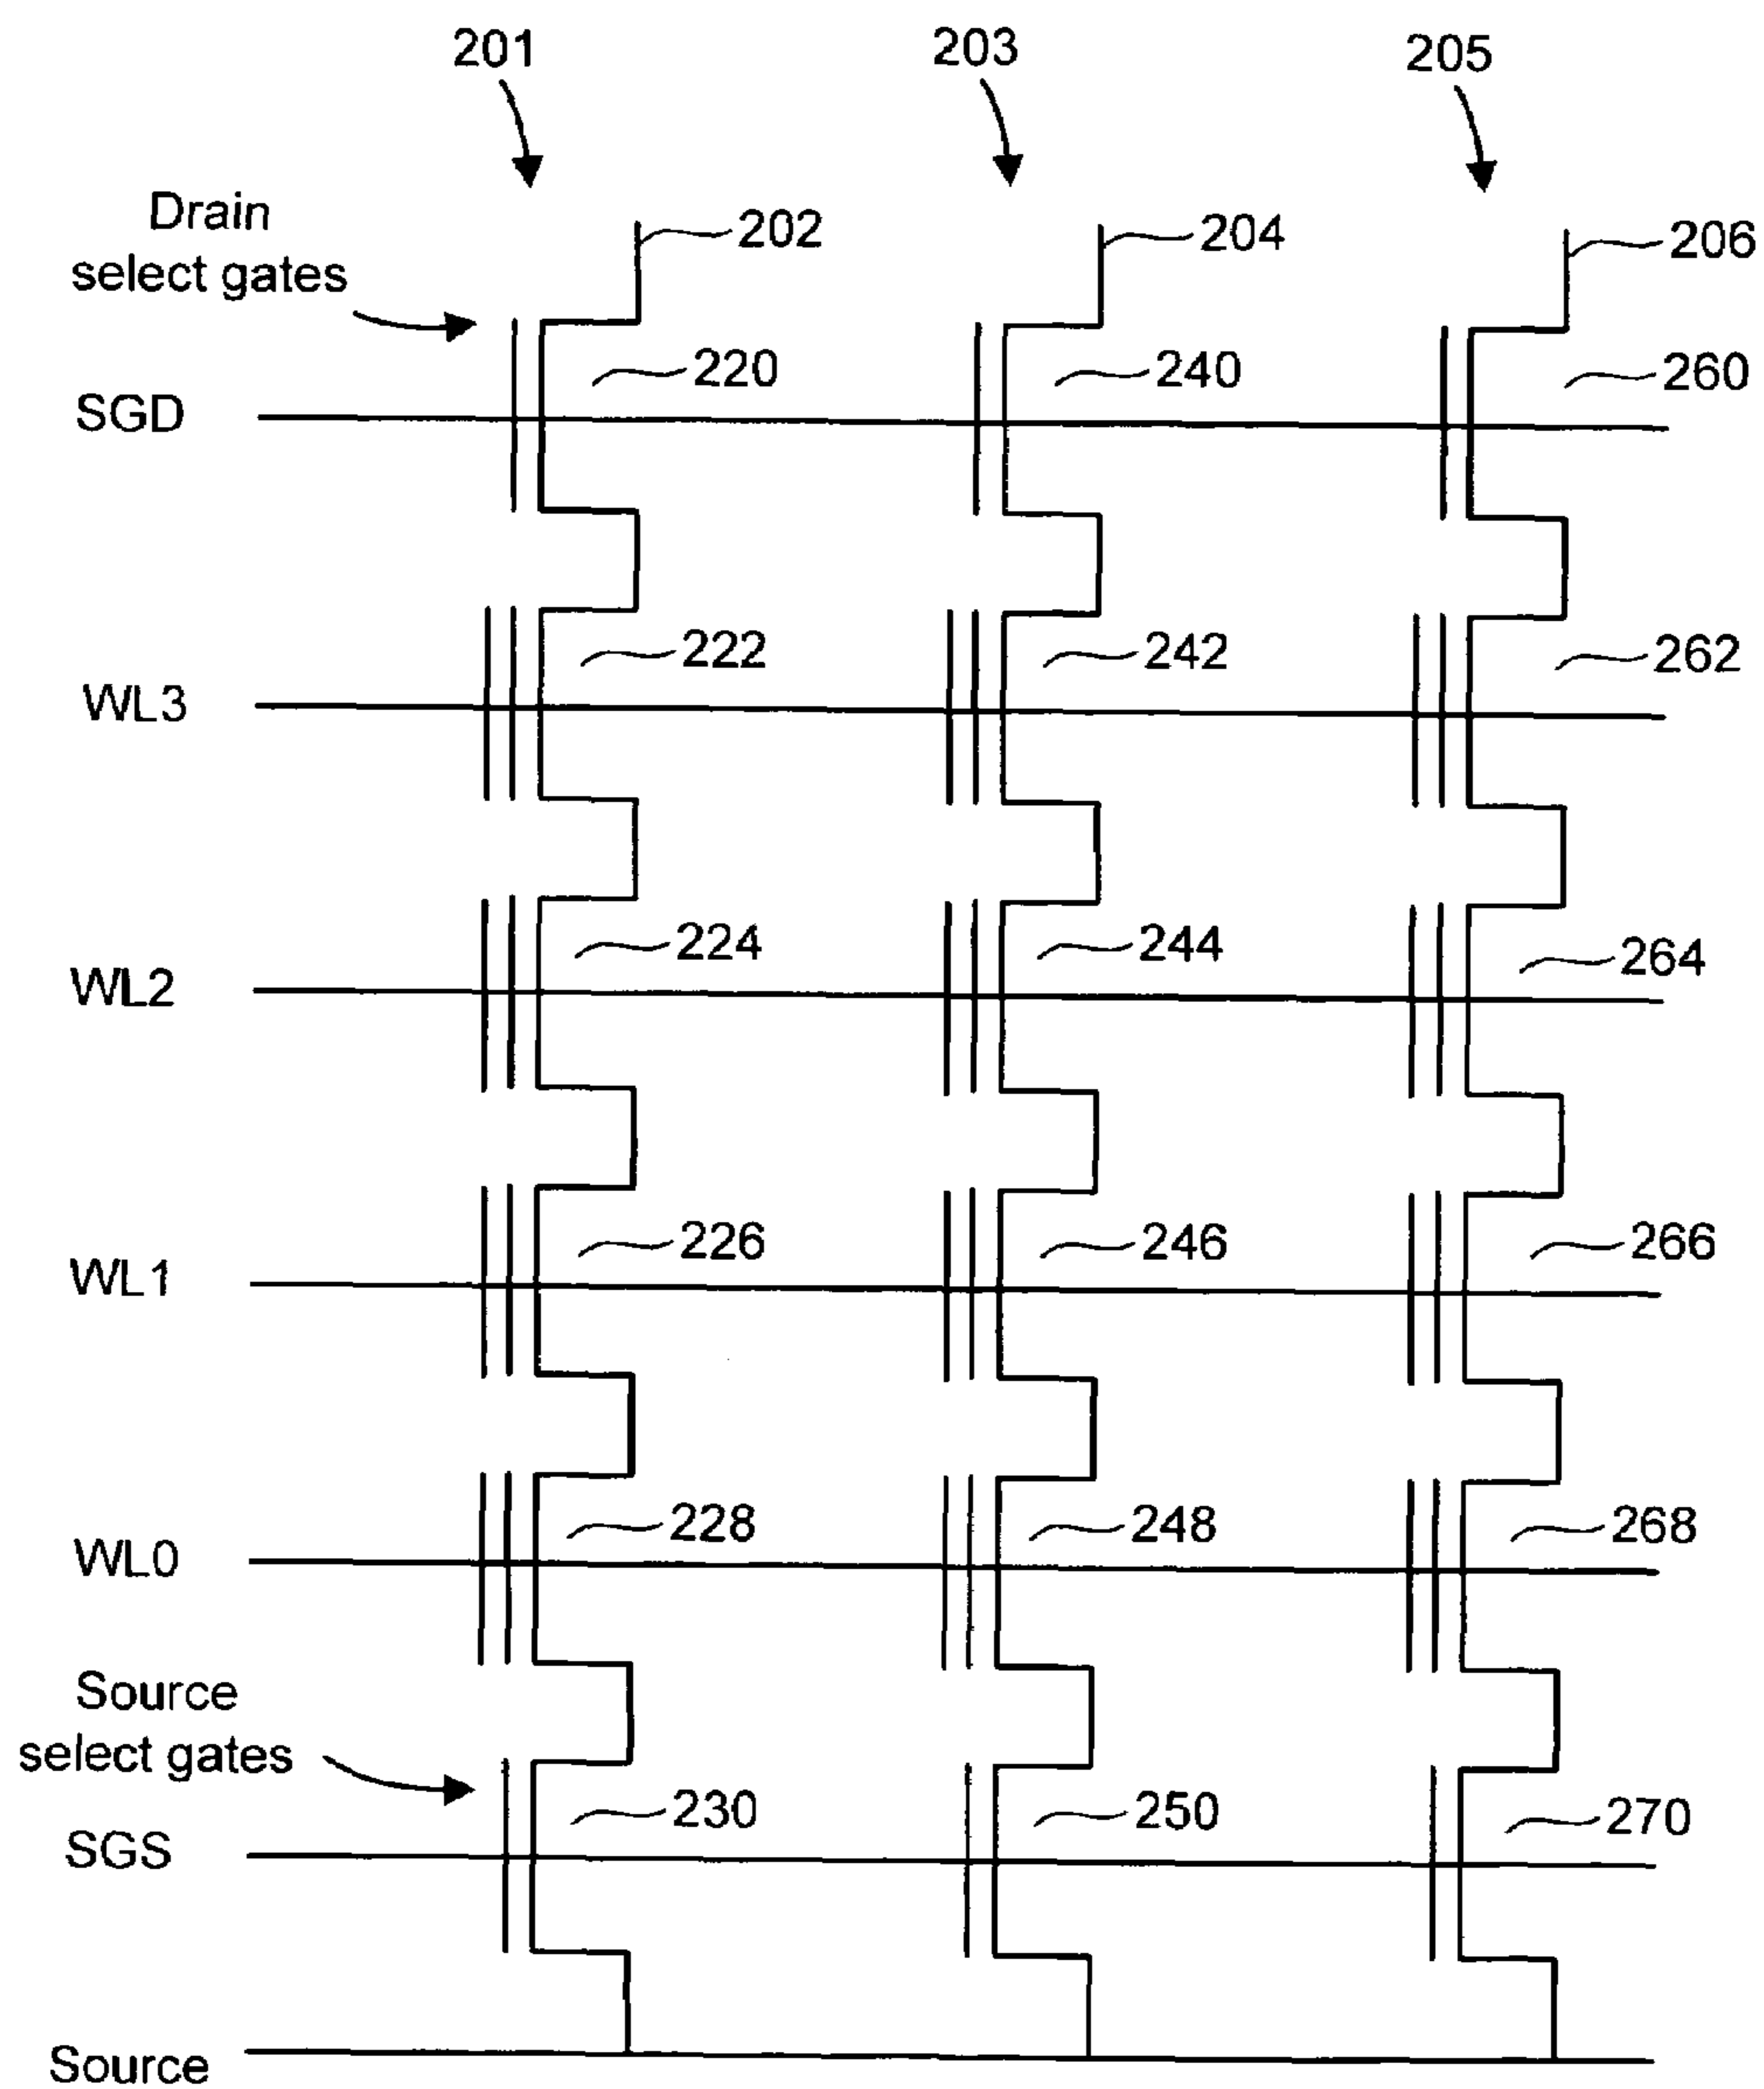 201 203 205
Drain
select gates
202 204 206
220 240 260
SGD
222 242 262
WL3
224 244 264
WL2
226 246 266
WL1
228 248 268
WL0
Source
select gates
230 250 270
SGS
Source